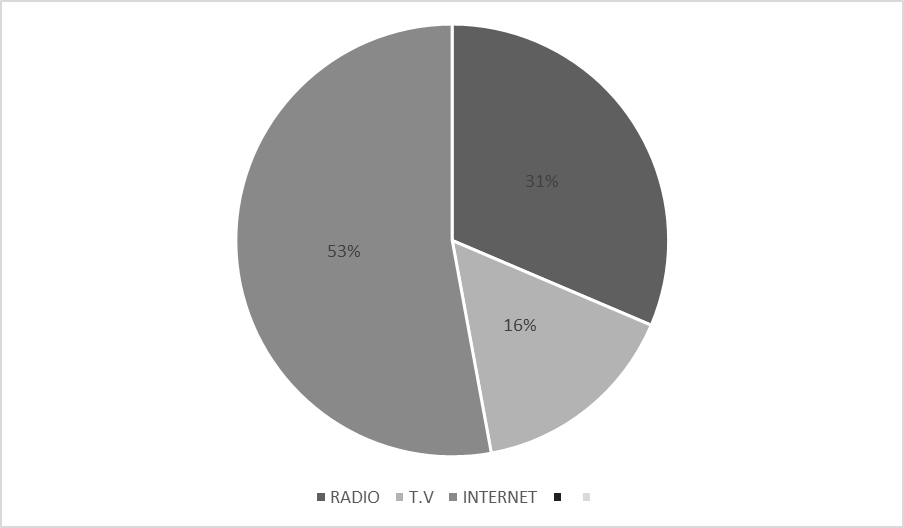 31%
53%
16%
RADIO T.V INTERNET